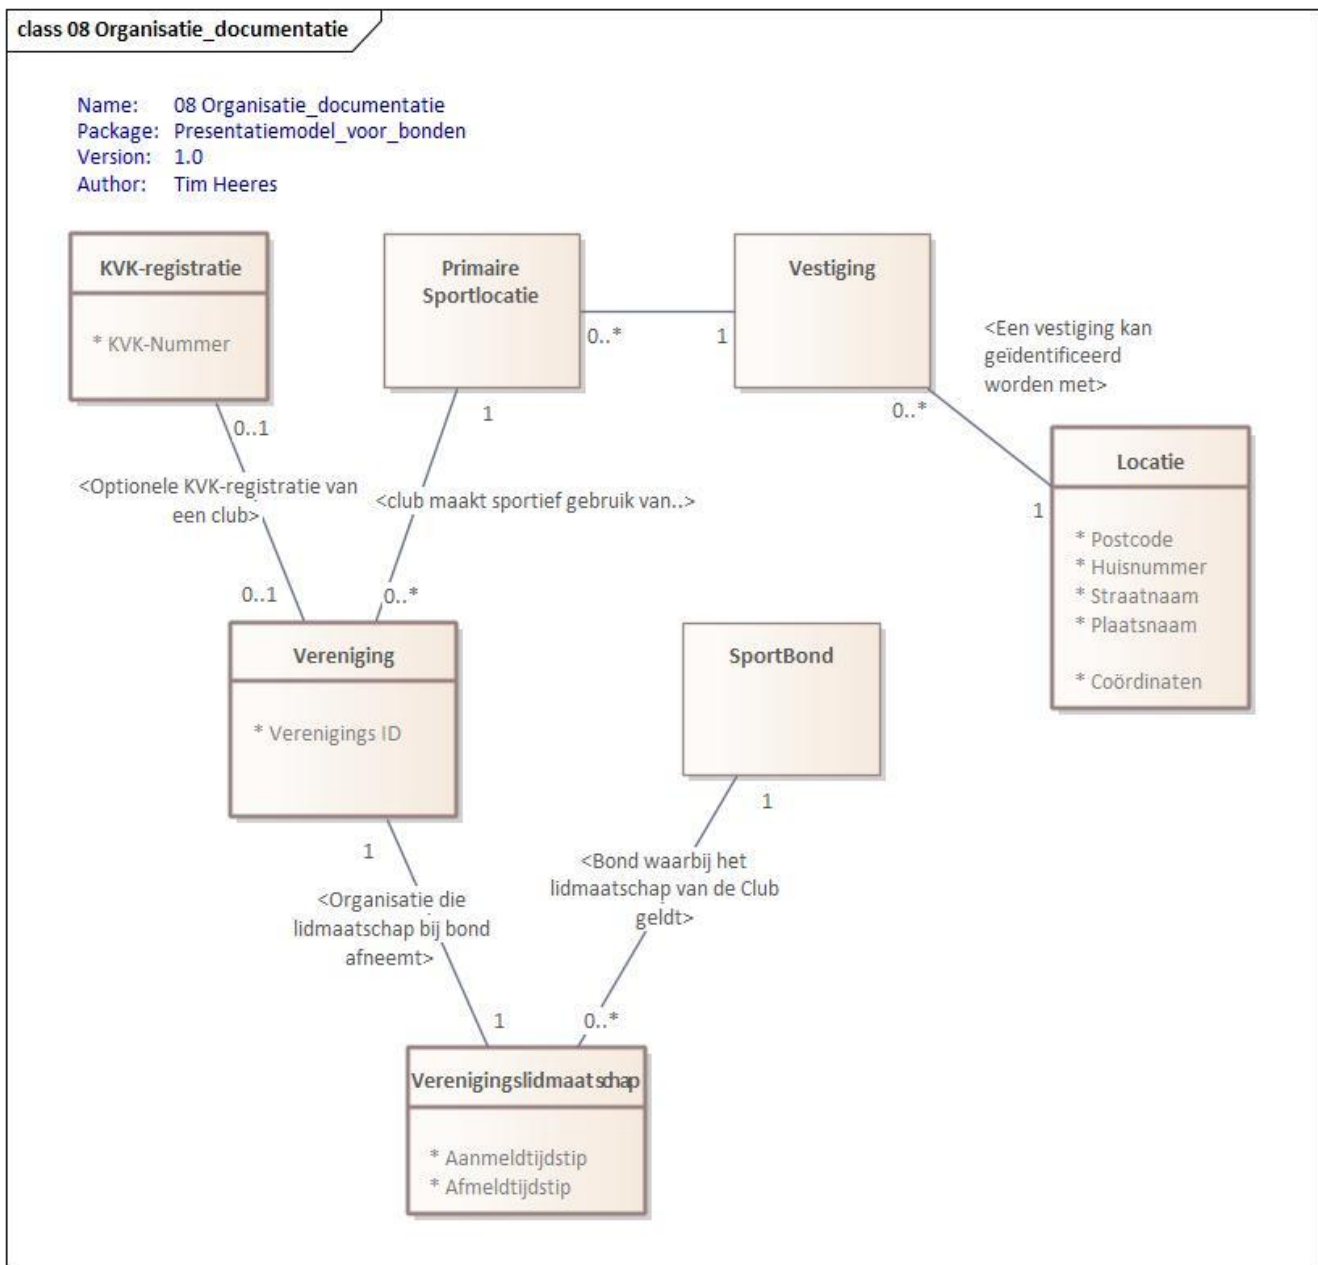 class 08 Organisatie_documentatie
Name: 08 Organisatie_documentatie
Package: Presentatiemodel_voor_bonden
Version: 1.0
Author: Tim Heeres
KVK-registratie
* KVK-Nummer
Primaire
Sportlocatie
Vestiging
0..*
1
<Een vestiging kan
geïdentificeerd
worden met>
0..1
1
0..*
Locatie
* Postcode
* Huisnummer
* Straatnaam
* Plaatsnaam
* Coördinaten
1
<Optionele KVK-registratie van
een club>
<club maakt sportief gebruik van..>
0..1
0..*
Vereniging
* Verenigings ID
SportBond
1
1
<Organisatie die
lidmaatschap bij bond
afneemt>
<Bond waarbij het
lidmaatschap van de Club
geldt>
1
0..*
Verenigingslidmaatschap
* Aanmeldtijdstip
* Afmeldtijdstip